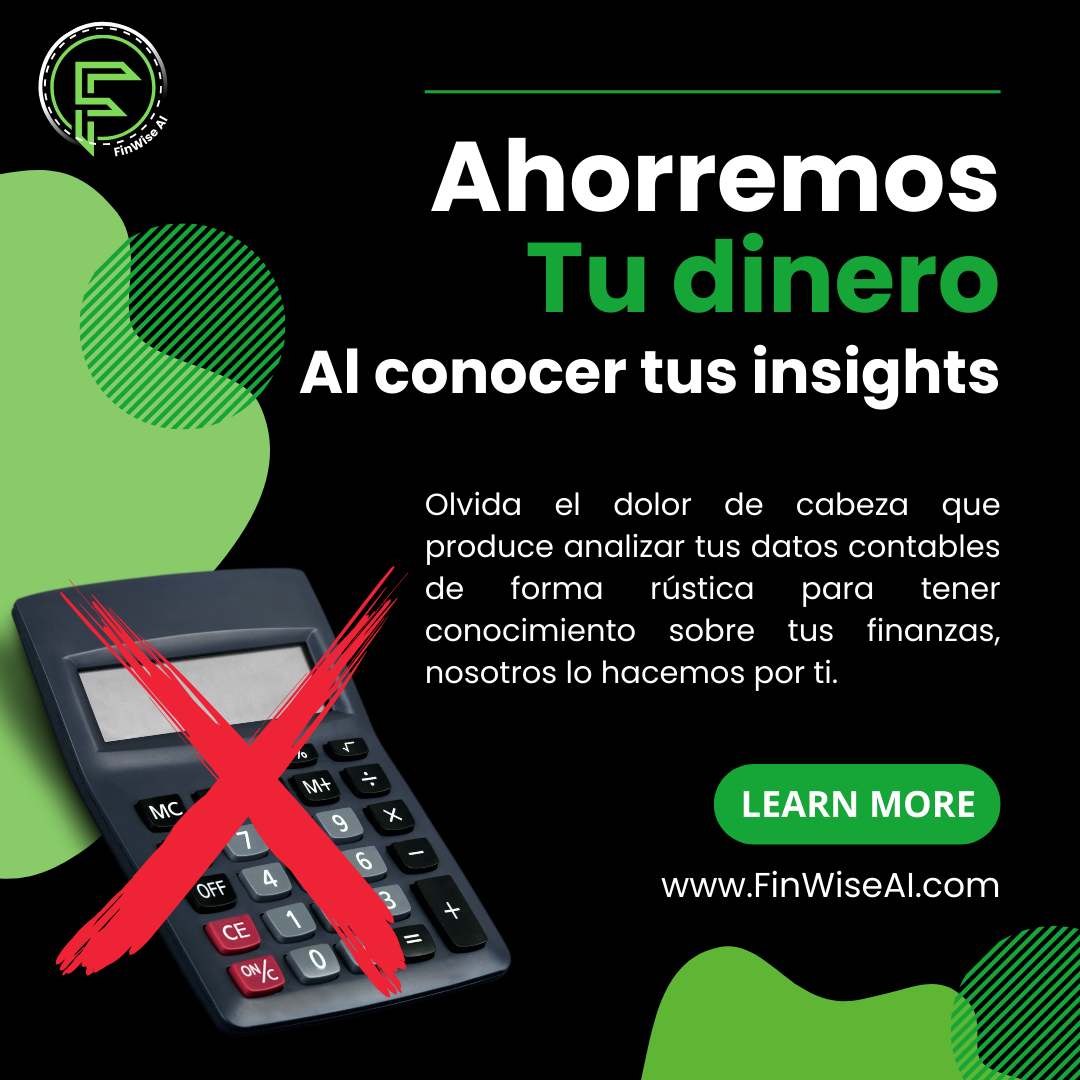 FinWise AI
Ahorremos
Tu dinero
Al conocer tus insights
Olvida el dolor de cabeza que
produce analizar tus datos contables
de forma rústica para tener
conocimiento sobre tus finanzas,
nosotros lo hacemos por ti.
LEARN MORE
www.FinWiseAI.com
% √
MC M+ ÷
7 9 ×
OFF 4 6 −
CE 1 3 +
ON/C 0 =